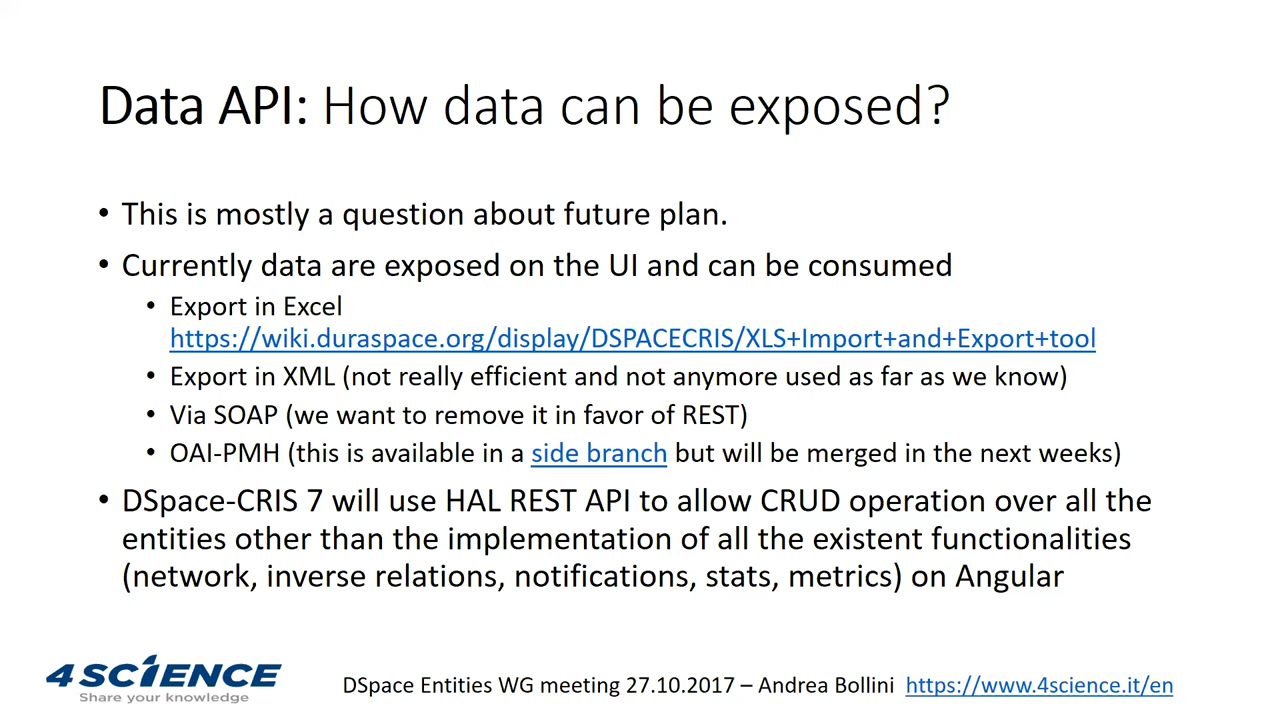 Data API: How data can be exposed?
• This is mostly a question about future plan.
• Currently data are exposed on the UI and can be consumed
• Export in Excel
https://wiki.duraspace.org/display/DSPACECRIS/XLS+Import+and+Export+tool
• Export in XML (not really efficient and not anymore used as far as we know)
• Via SOAP (we want to remove it in favor of REST)
• OAI-PMH (this is available in a side branch but will be merged in the next weeks)
• DSpace-CRIS 7 will use HAL REST API to allow CRUD operation over all the
entities other than the implementation of all the existent functionalities
(network, inverse relations, notifications, stats, metrics) on Angular
4SCIENCE
Share your knowledge
DSpace Entities WG meeting 27.10.2017 – Andrea Bollini https://www.4science.it/en